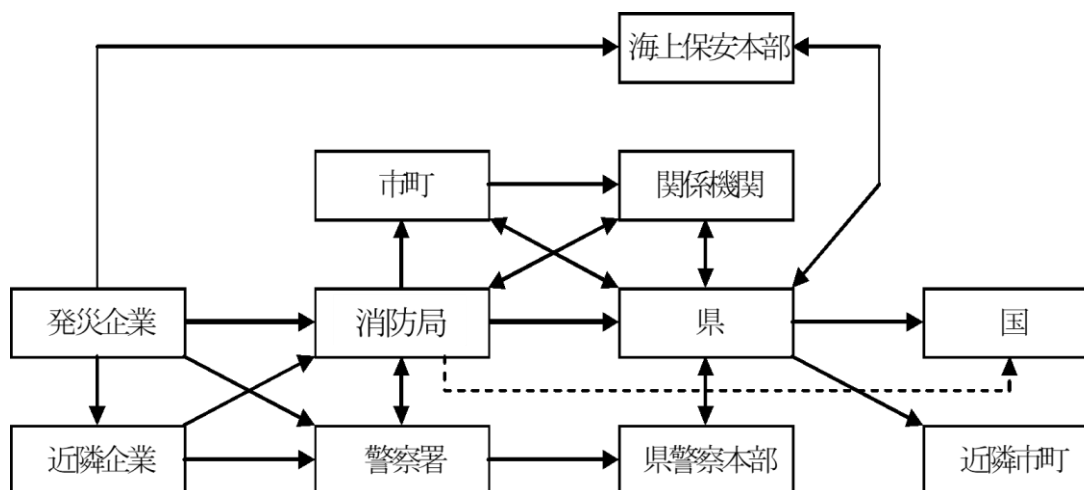 海上保安本部
市町
関係機関
発災企業
消防局
県
国
近隣企業
警察署
県警察本部
近隣市町